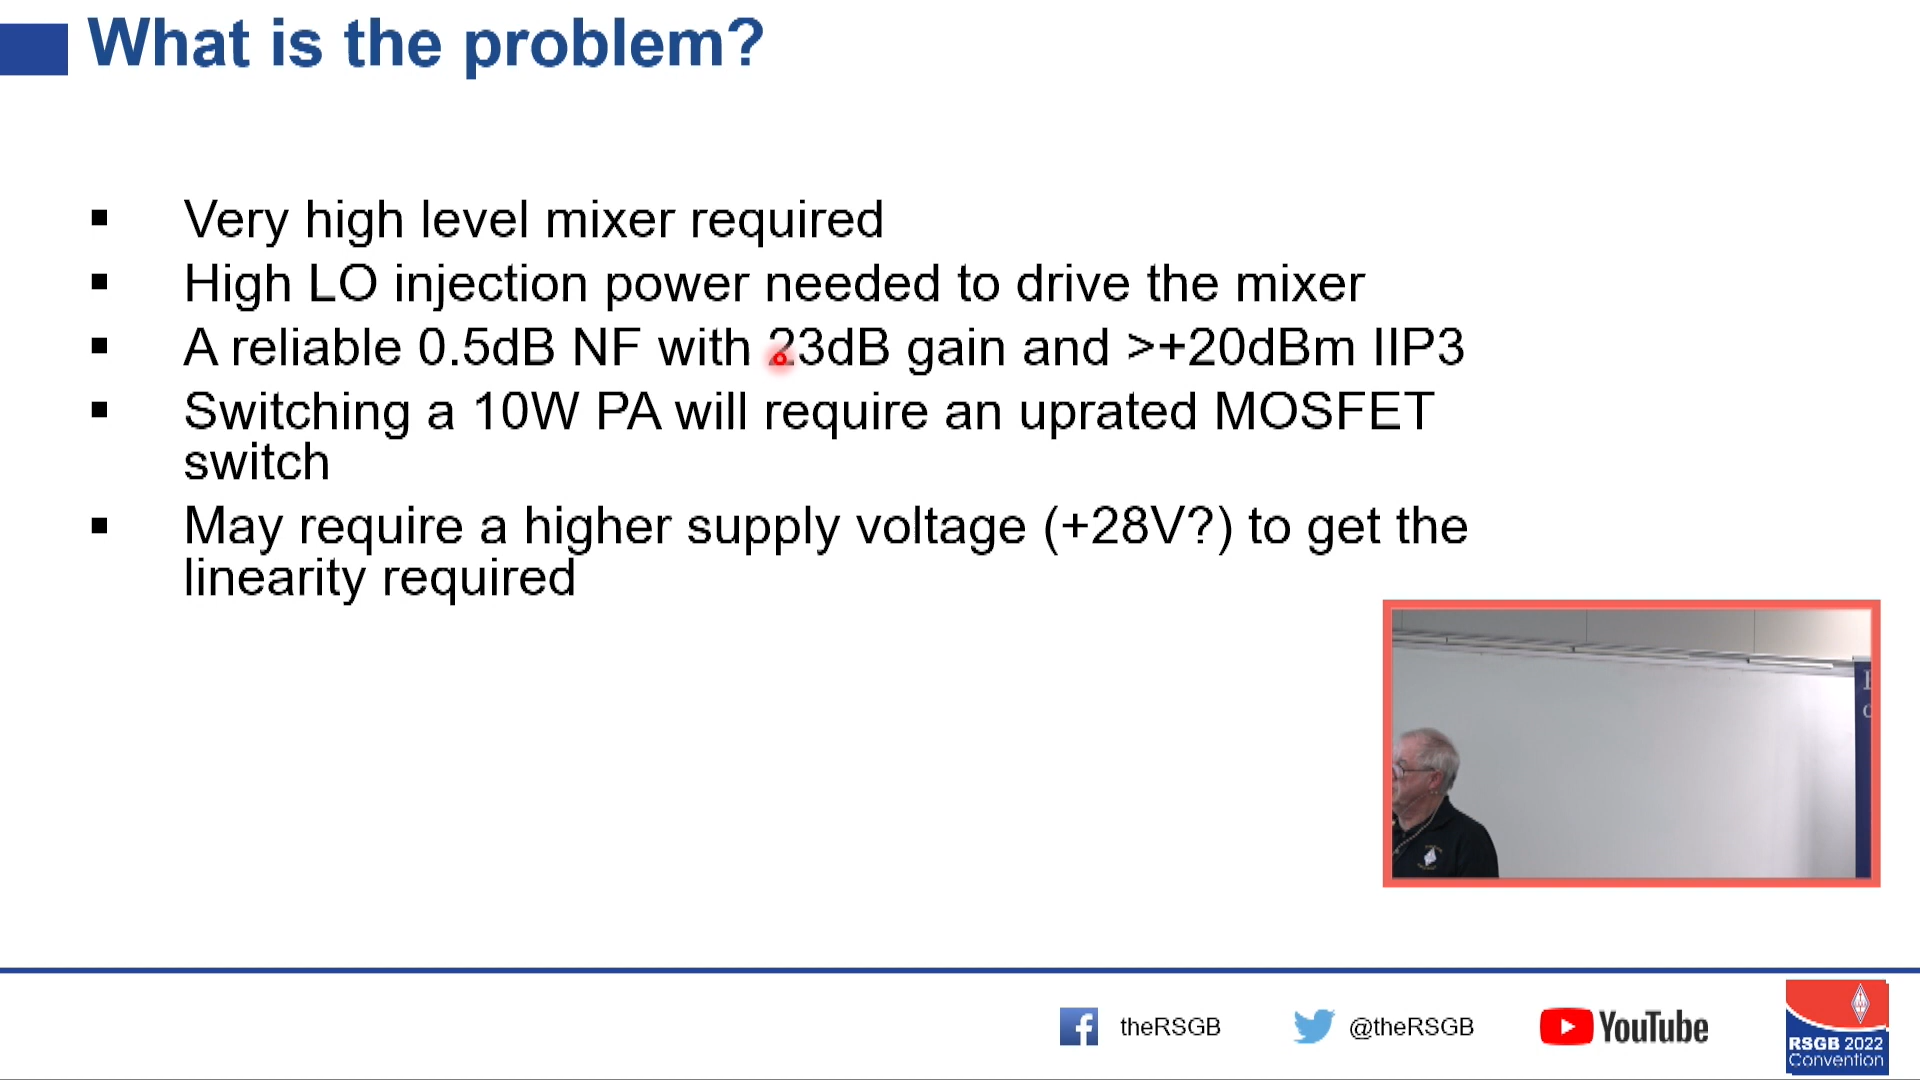 What is the problem?
▪ Very high level mixer required
▪ High LO injection power needed to drive the mixer
▪ A reliable 0.5dB NF with 23dB gain and >+20dBm IIP3
▪ Switching a 10W PA will require an uprated MOSFET
switch
▪ May require a higher supply voltage (+28V?) to get the
linearity required
theRSGB
@theRSGB
YouTube
RSGB 2022
Convention